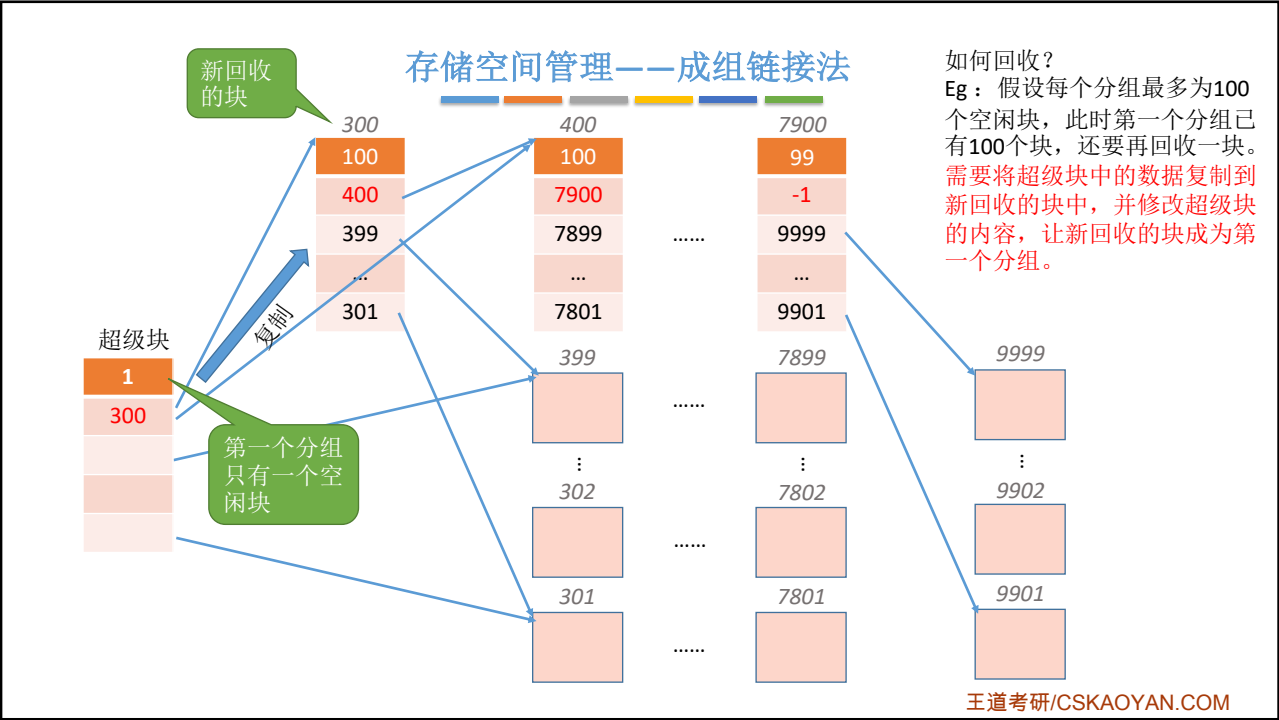 存储空间管理——成组链接法
新回收
的块
如何回收？
Eg：假设每个分组最多为100
个空闲块，此时第一个分组已
有100个块，还要再回收一块。
需要将超级块中的数据复制到
新回收的块中，并修改超级块
的内容，让新回收的块成为第
一个分组。
300
100
400
399
...
301
400
100
7900
7899
...
7801
......
7900
99
-1
9999
...
9901
复制
超级块
1
300
第一个分组
只有一个空
闲块
399
7899
9999
......
...
...
...
302
7802
9902
......
301
7801
9901
......
王道考研/CSKAOYAN.COM